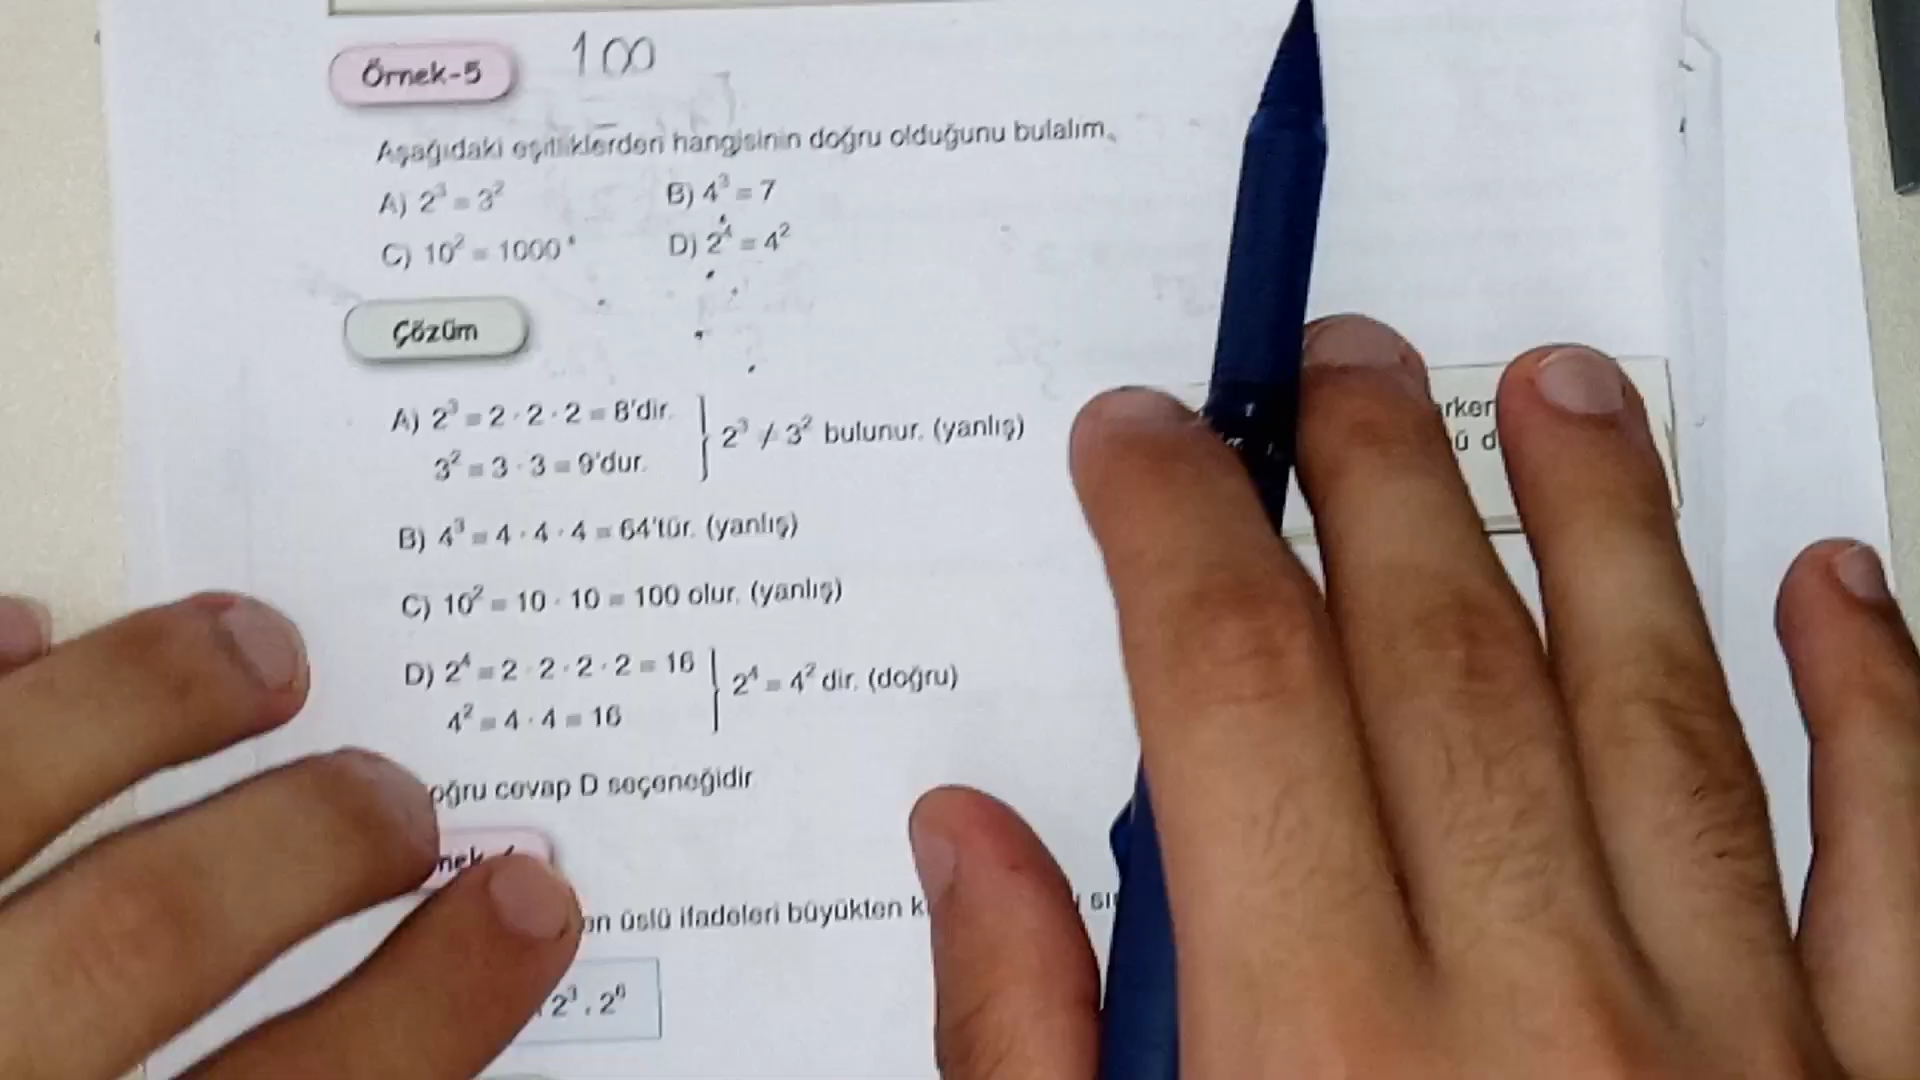 Örnek-5 100
Aşağıdaki eşitliklerden hangisinin doğru olduğunu bulalım.
A) 2³ = 3² B) 4³ = 7
C) 10² = 1000 D) 2⁴ = 4²
Çözüm
A) 2³ = 2 · 2 · 2 = 8'dir.
3² = 3 · 3 = 9'dur.
2³ ≠ 3² bulunur. (yanlış)
B) 4³ = 4 · 4 · 4 = 64'tür. (yanlış)
C) 10² = 10 · 10 = 100 olur. (yanlış)
D) 2⁴ = 2 · 2 · 2 · 2 = 16
4² = 4 · 4 = 16
2⁴ = 4² dir. (doğru)
oğru cevap D seçeneğidir
üslü ifadeleri büyükten
2³, 2⁶